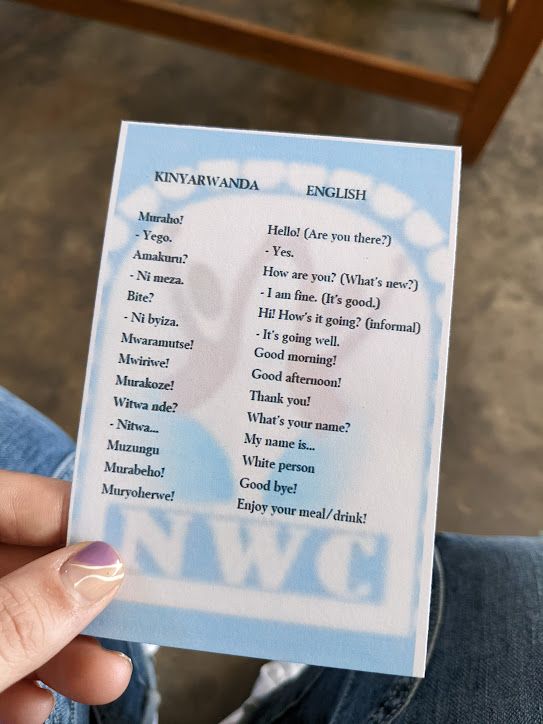 KINYARWANDA ENGLISH
Muraho! Hello! (Are you there?)
- Yego. - Yes.
Amakuru? How are you? (What's new?)
- Ni meza. - I am fine. (It's good.)
Bite? Hi! How's it going? (informal)
- Ni byiza. - It's going well.
Mwaramutse! Good morning!
Mwiriwe! Good afternoon!
Murakoze! Thank you!
Witwa nde? What's your name?
- Nitwa... My name is...
Muzungu White person
Murabeho! Good bye!
Muryoherwe! Enjoy your meal/drink!
NWC